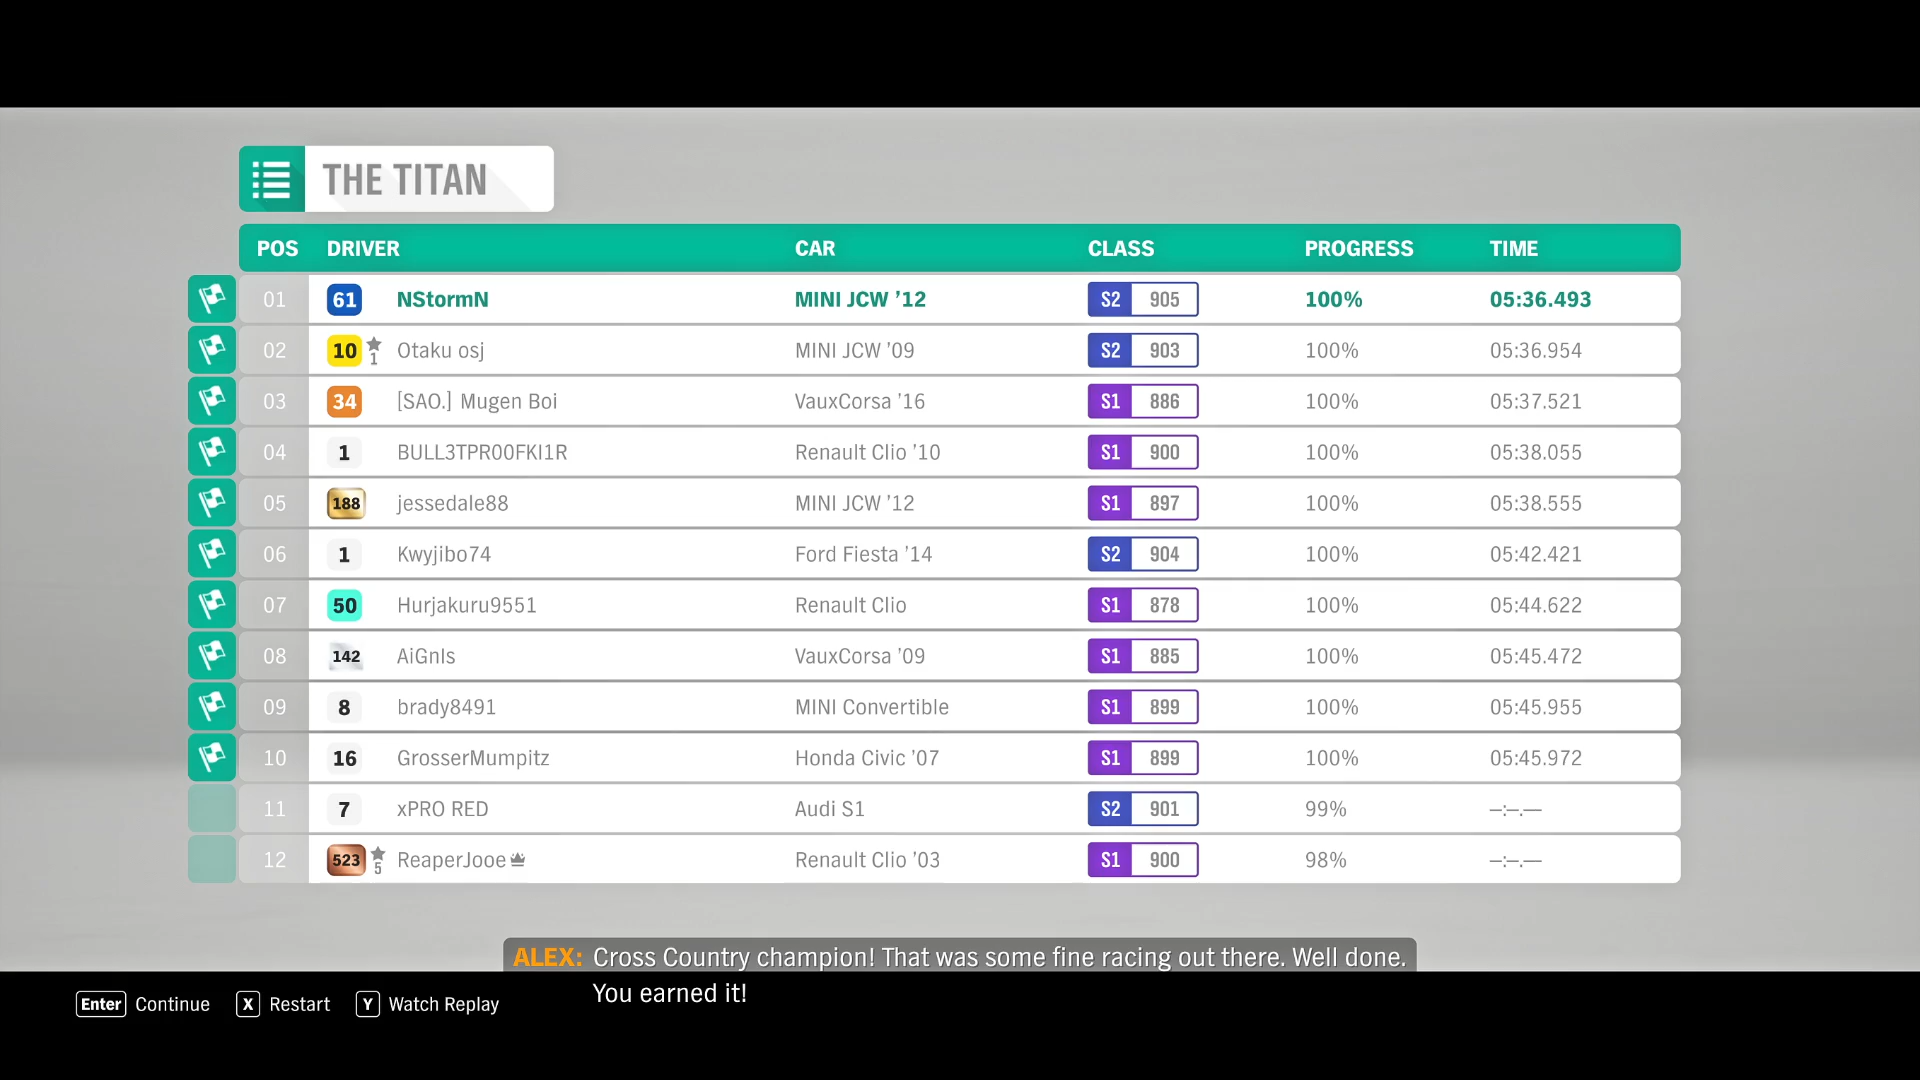 THE TITAN
POS DRIVER CAR CLASS PROGRESS TIME
01 61 NStormN MINI JCW ’12 S2 905 100% 05:36.493
02 10 1 Otaku osj MINI JCW ’09 S2 903 100% 05:36.954
03 34 [SAO.] Mugen Boi VauxCorsa ’16 S1 886 100% 05:37.521
04 1 BULL3TPR00FKI1R Renault Clio ’10 S1 900 100% 05:38.055
05 188 jessedale88 MINI JCW ’12 S1 897 100% 05:38.555
06 1 Kwyjibo74 Ford Fiesta ’14 S2 904 100% 05:42.421
07 50 Hurjakuru9551 Renault Clio S1 878 100% 05:44.622
08 142 AiGnIs VauxCorsa ’09 S1 885 100% 05:45.472
09 8 brady8491 MINI Convertible S1 899 100% 05:45.955
10 16 GrosserMumpitz Honda Civic ’07 S1 899 100% 05:45.972
11 7 xPRO RED Audi S1 S2 901 99% –:–.––
12 523 5 ReaperJooe Renault Clio ’03 S1 900 98% –:–.––
ALEX: Cross Country champion! That was some fine racing out there. Well done.
You earned it!
Enter Continue X Restart Y Watch Replay